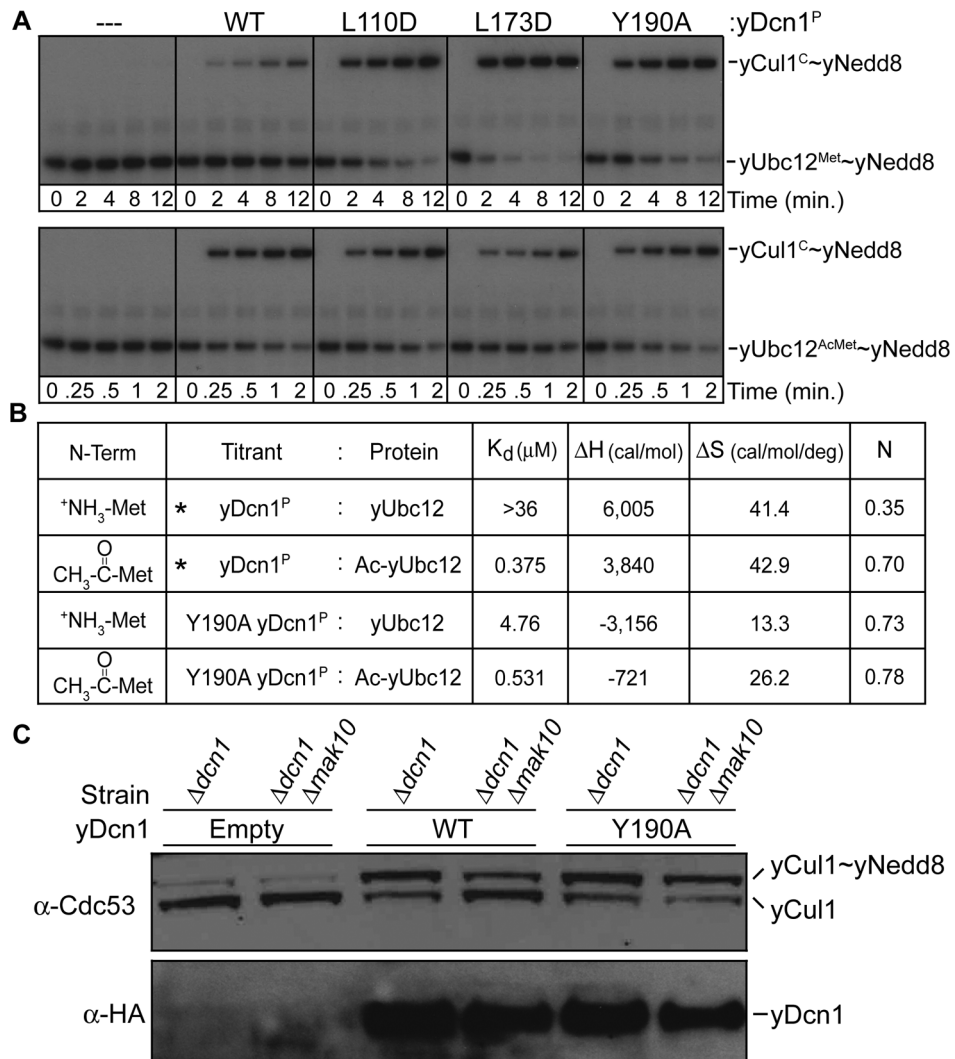 A
--- WT L110D L173D Y190A :yDcn1ᴾ
-yCul1ᶜ~yNedd8
-yUbc12ᴹᵉᵗ~yNedd8
0 2 4 8 12 0 2 4 8 12 0 2 4 8 12 0 2 4 8 12 0 2 4 8 12 Time (min.)
-yCul1ᶜ~yNedd8
-yUbc12ᴬᶜᴹᵉᵗ~yNedd8
0 .25 .5 1 2 0 .25 .5 1 2 0 .25 .5 1 2 0 .25 .5 1 2 0 .25 .5 1 2 Time (min.)
B
N-Term Titrant : Protein Kd (μM) ΔH (cal/mol) ΔS (cal/mol/deg) N
⁺NH₃-Met * yDcn1ᴾ : yUbc12 >36 6,005 41.4 0.35
O
CH₃-C-Met * yDcn1ᴾ : Ac-yUbc12 0.375 3,840 42.9 0.70
⁺NH₃-Met Y190A yDcn1ᴾ : yUbc12 4.76 -3,156 13.3 0.73
O
CH₃-C-Met Y190A yDcn1ᴾ : Ac-yUbc12 0.531 -721 26.2 0.78
C
Strain Δdcn1 Δdcn1 Δmak10 Δdcn1 Δdcn1 Δmak10 Δdcn1 Δdcn1 Δmak10
yDcn1 Empty WT Y190A
α-Cdc53
yCul1~yNedd8
yCul1
α-HA
-yDcn1